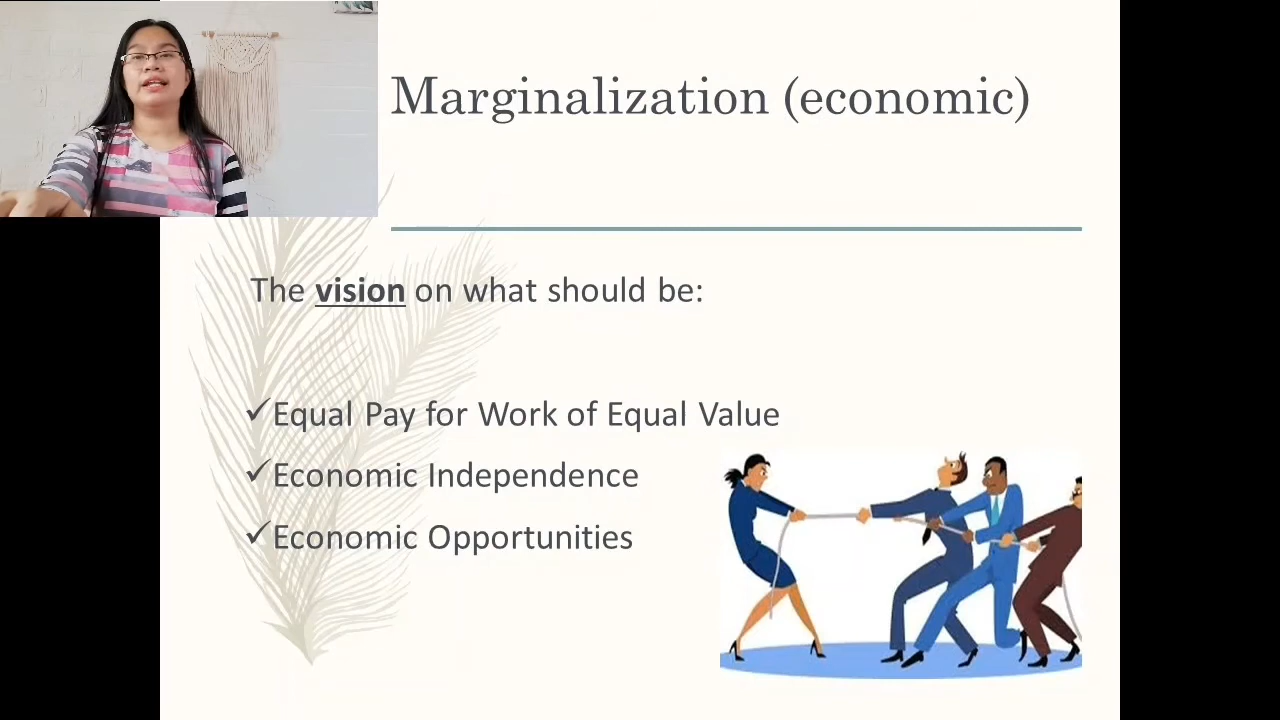 Marginalization (economic)
The vision on what should be:
✓Equal Pay for Work of Equal Value
✓Economic Independence
✓Economic Opportunities